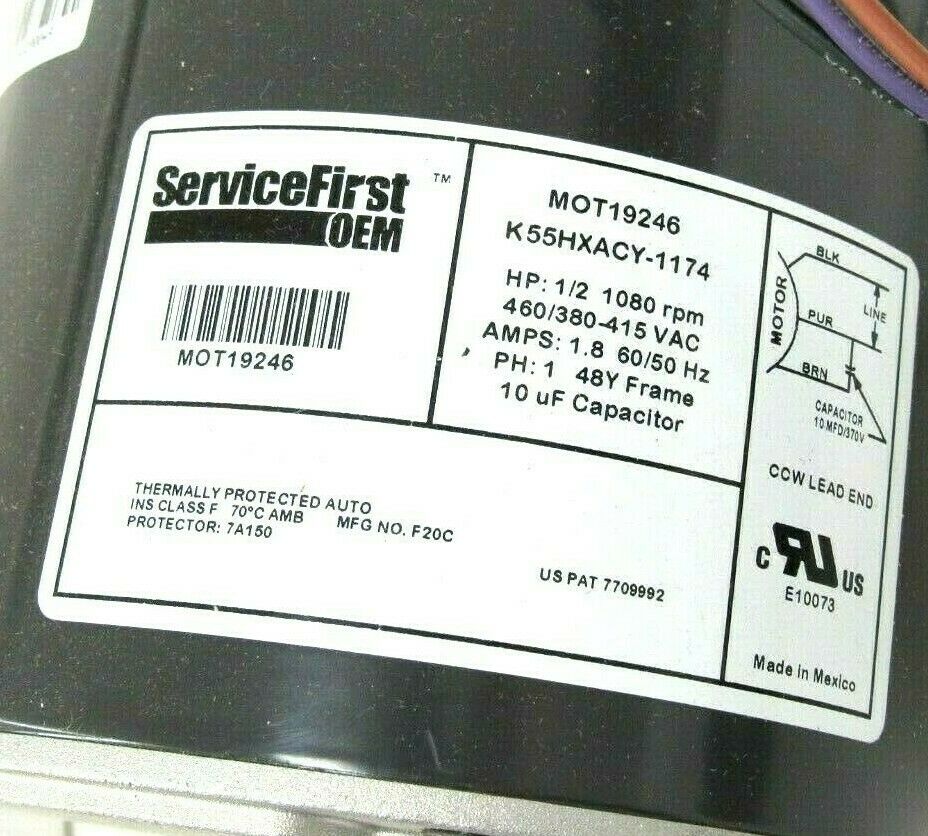 ServiceFirst ™
OEM
MOT19246
MOT19246
K55HXACY-1174
HP: 1/2 1080 rpm
460/380-415 VAC
AMPS: 1.8 60/50 Hz
PH: 1 48Y Frame
10 uF Capacitor
MOTOR
BLK
LINE
PUR
BRN
CAPACITOR
10 MFD/370V
CCW LEAD END
C RU US
E10073
Made in Mexico
THERMALLY PROTECTED AUTO
INS CLASS F 70°C AMB MFG NO. F20C
PROTECTOR: 7A150
US PAT 7709992